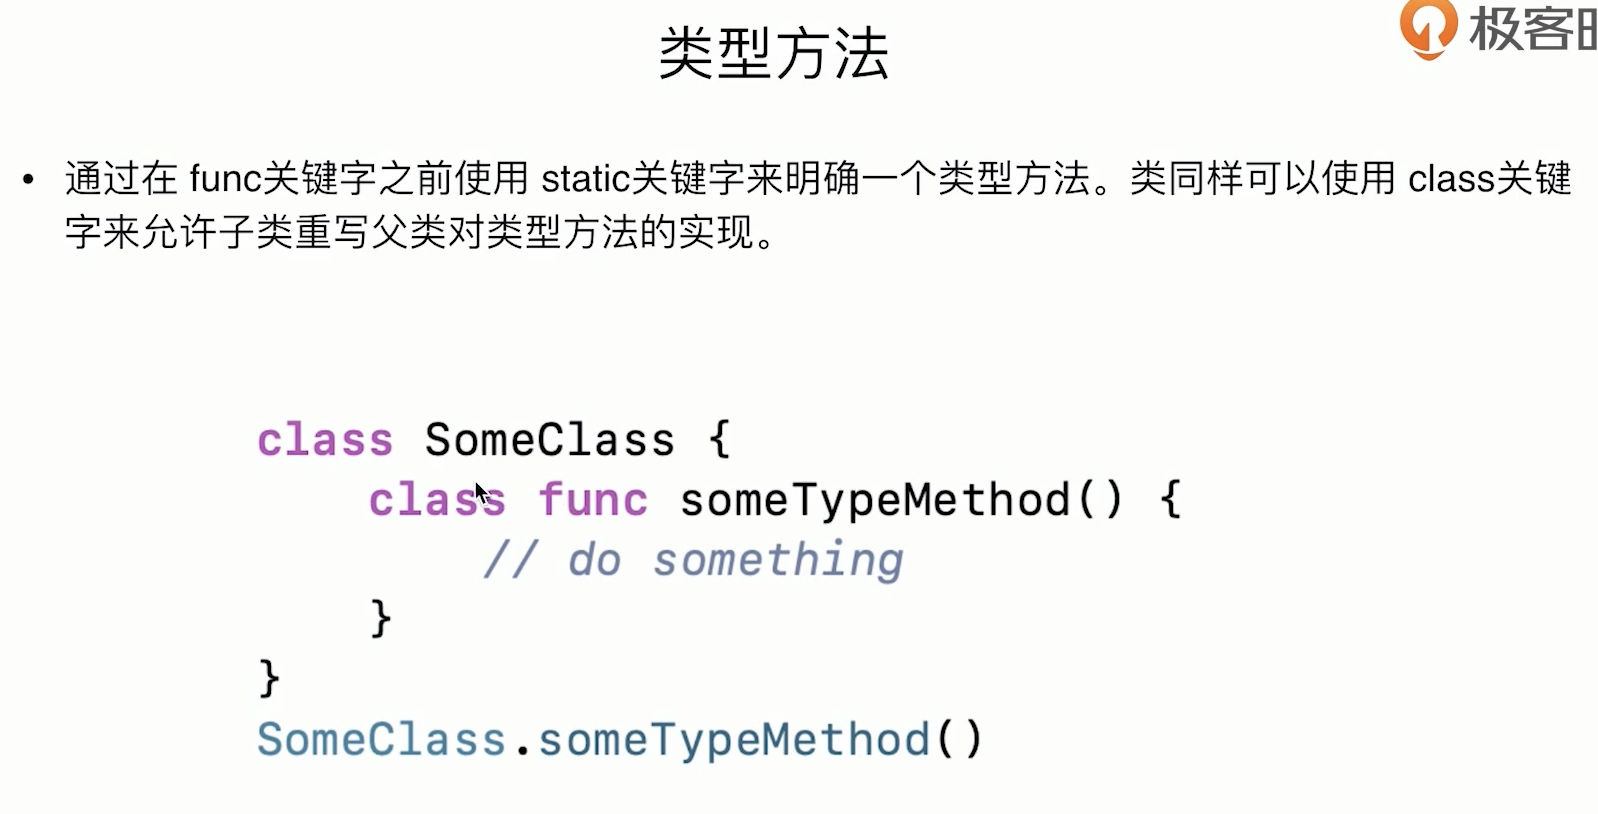 极客时
类型方法
• 通过在 func关键字之前使用 static关键字来明确一个类型方法。类同样可以使用 class关键
字来允许子类重写父类对类型方法的实现。
class SomeClass {
    class func someTypeMethod() {
        // do something
    }
}
SomeClass.someTypeMethod()